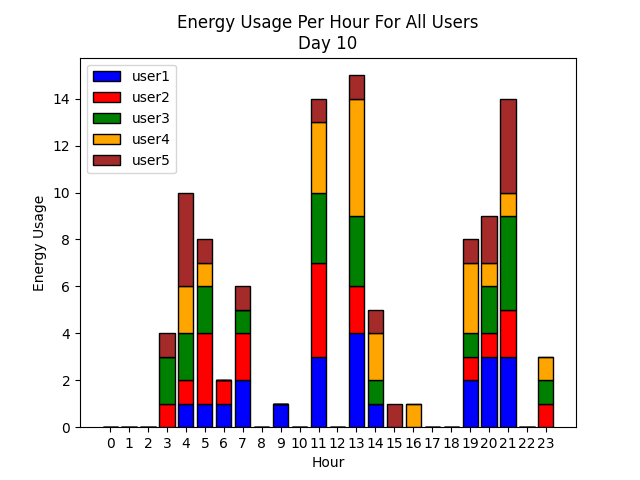 Energy Usage Per Hour For All Users
Day 10
user1
user2
user3
user4
user5
Energy Usage
14
12
10
8
6
4
2
0
0 1 2 3 4 5 6 7 8 9 10 11 12 13 14 15 16 17 18 19 20 21 22 23
Hour